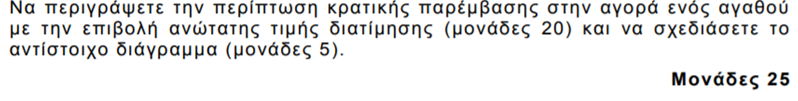 Να περιγράψετε την περίπτωση κρατικής παρέμβασης στην αγορά ενός αγαθού
με την επιβολή ανώτατης τιμής διατίμησης (μονάδες 20) και να σχεδιάσετε το
αντίστοιχο διάγραμμα (μονάδες 5).
Μονάδες 25